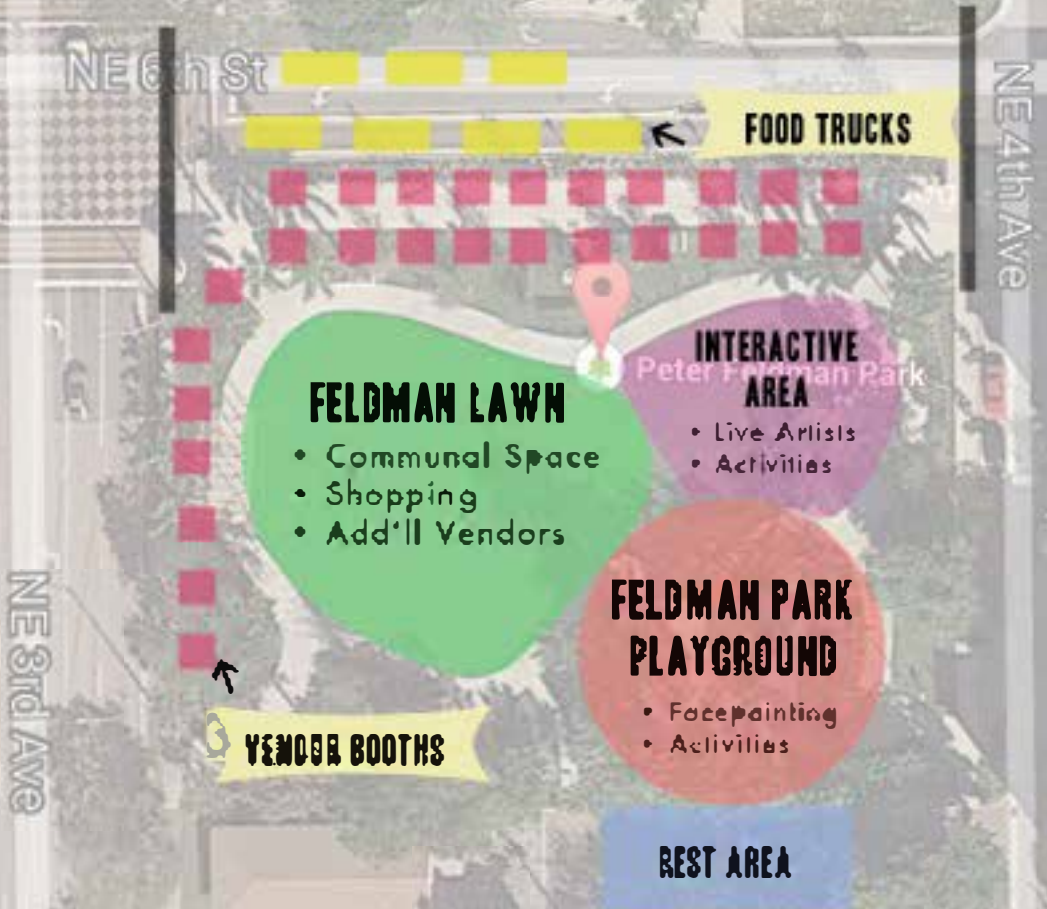 NE 6th St
FOOD TRUCKS
NE 4th Ave
INTERACTIVE
AREA
Peter Feldman Park
• Live Artists
• Activities
FELDMAN LAWN
• Communal Space
• Shopping
• Add'll Vendors
FELDMAN PARK
PLAYGROUND
• Facepainting
• Activities
NE 3rd Ave
VENDOR BOOTHS
REST AREA